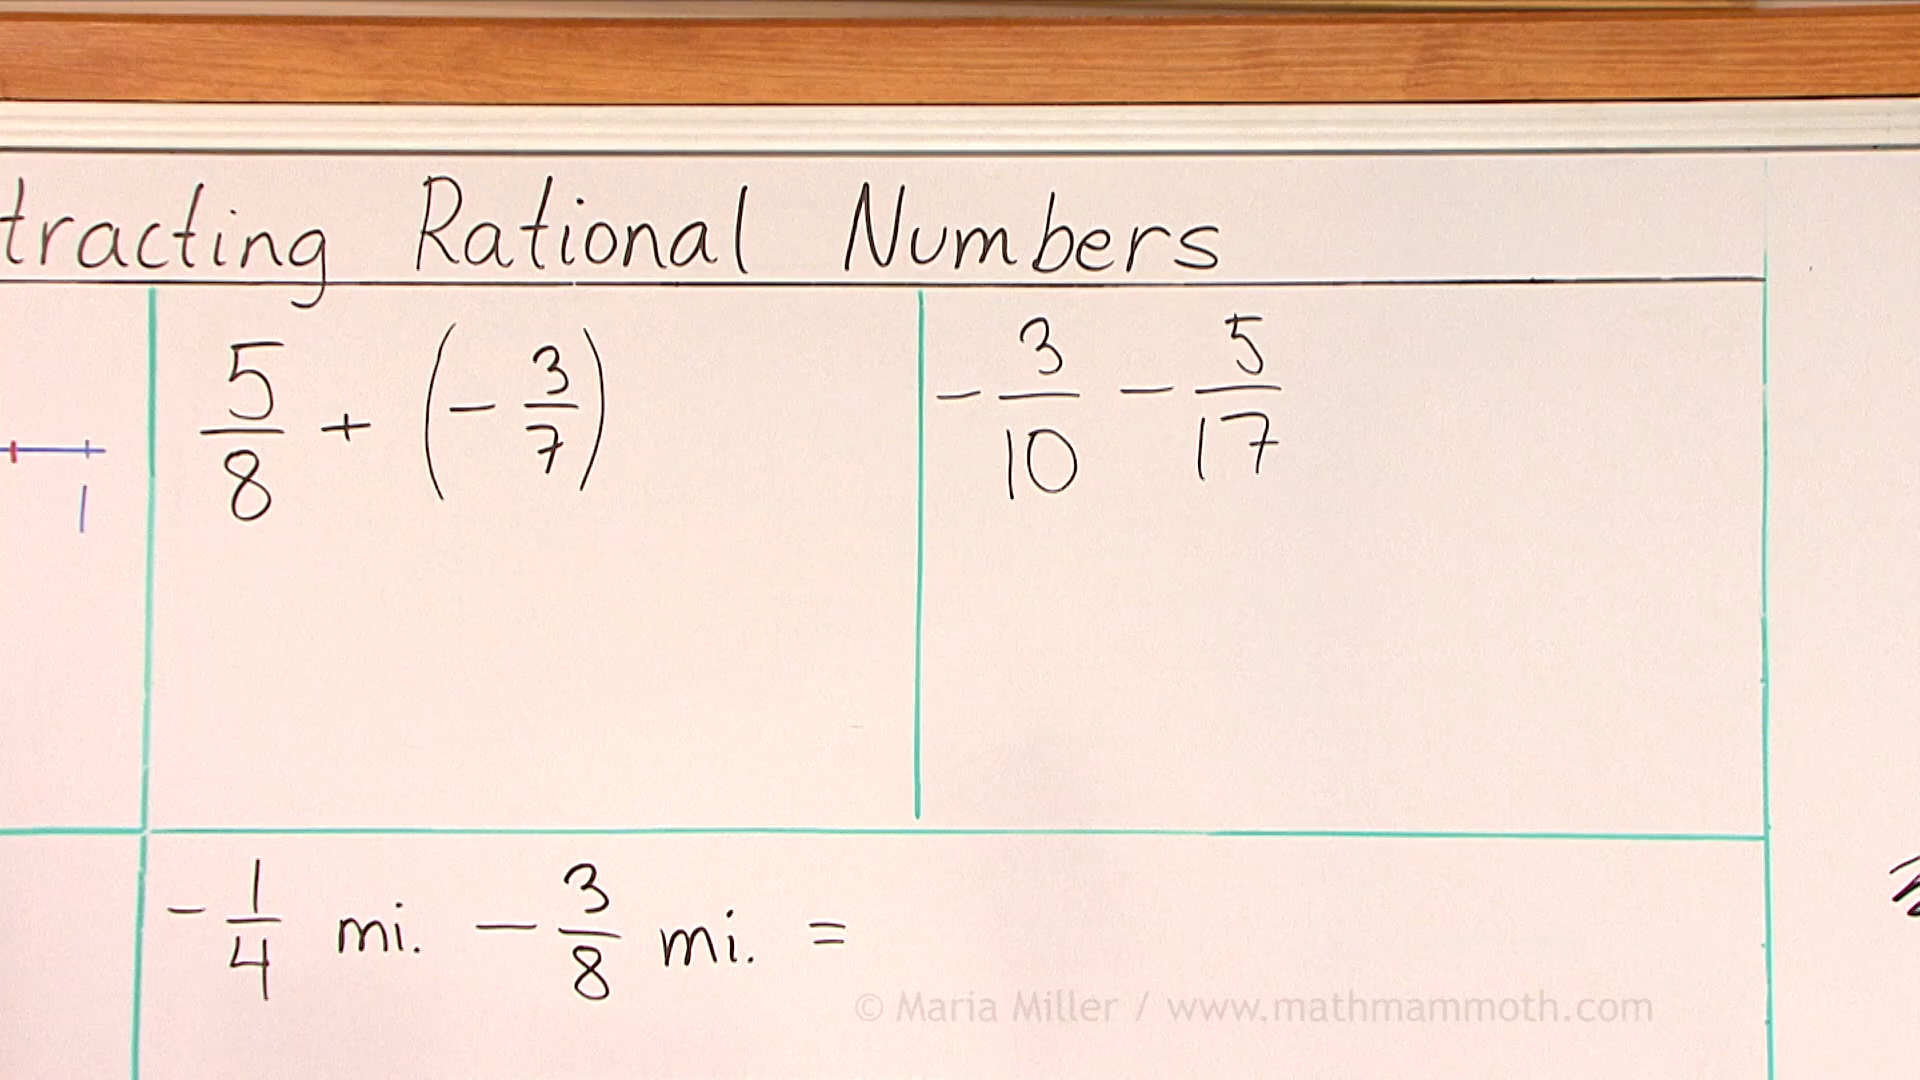 tracting Rational Numbers
5/8 + (- 3/7)
- 3/10 - 5/17
1
- 1/4 mi. - 3/8 mi. =
© Maria Miller / www.mathmammoth.com